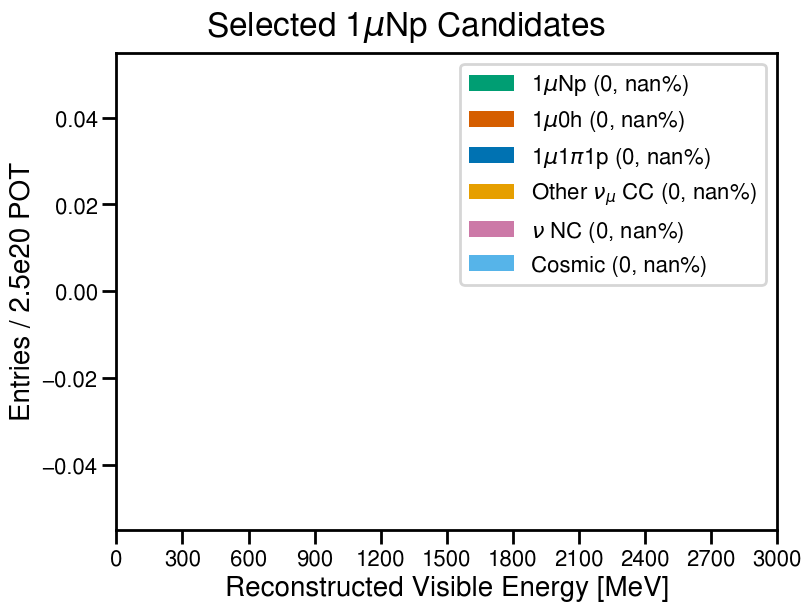 Selected 1μNp Candidates
1μNp (0, nan%)
1μ0h (0, nan%)
1μ1π1p (0, nan%)
Other νμ CC (0, nan%)
ν NC (0, nan%)
Cosmic (0, nan%)
Entries / 2.5e20 POT
0.04
0.02
0.00
−0.02
−0.04
0 300 600 900 1200 1500 1800 2100 2400 2700 3000
Reconstructed Visible Energy [MeV]